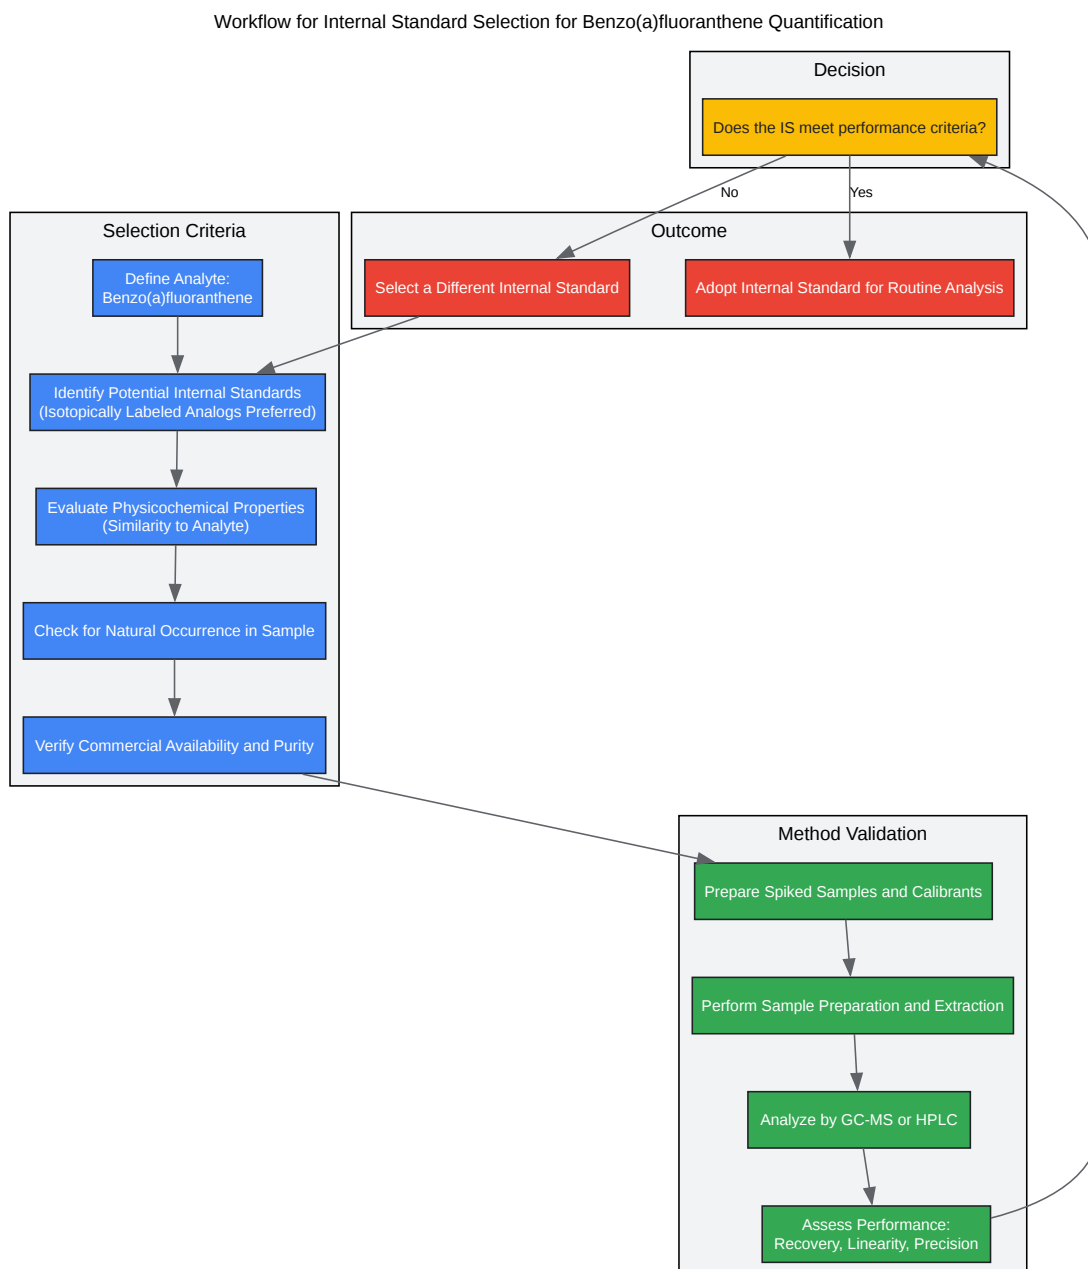 Workflow for Internal Standard Selection for Benzo(a)fluoranthene Quantification
Decision
Does the IS meet performance criteria?
No
Yes
Selection Criteria
Define Analyte:
Benzo(a)fluoranthene
Identify Potential Internal Standards
(Isotopically Labeled Analogs Preferred)
Evaluate Physicochemical Properties
(Similarity to Analyte)
Check for Natural Occurrence in Sample
Verify Commercial Availability and Purity
Outcome
Select a Different Internal Standard
Adopt Internal Standard for Routine Analysis
Method Validation
Prepare Spiked Samples and Calibrants
Perform Sample Preparation and Extraction
Analyze by GC-MS or HPLC
Assess Performance:
Recovery, Linearity, Precision